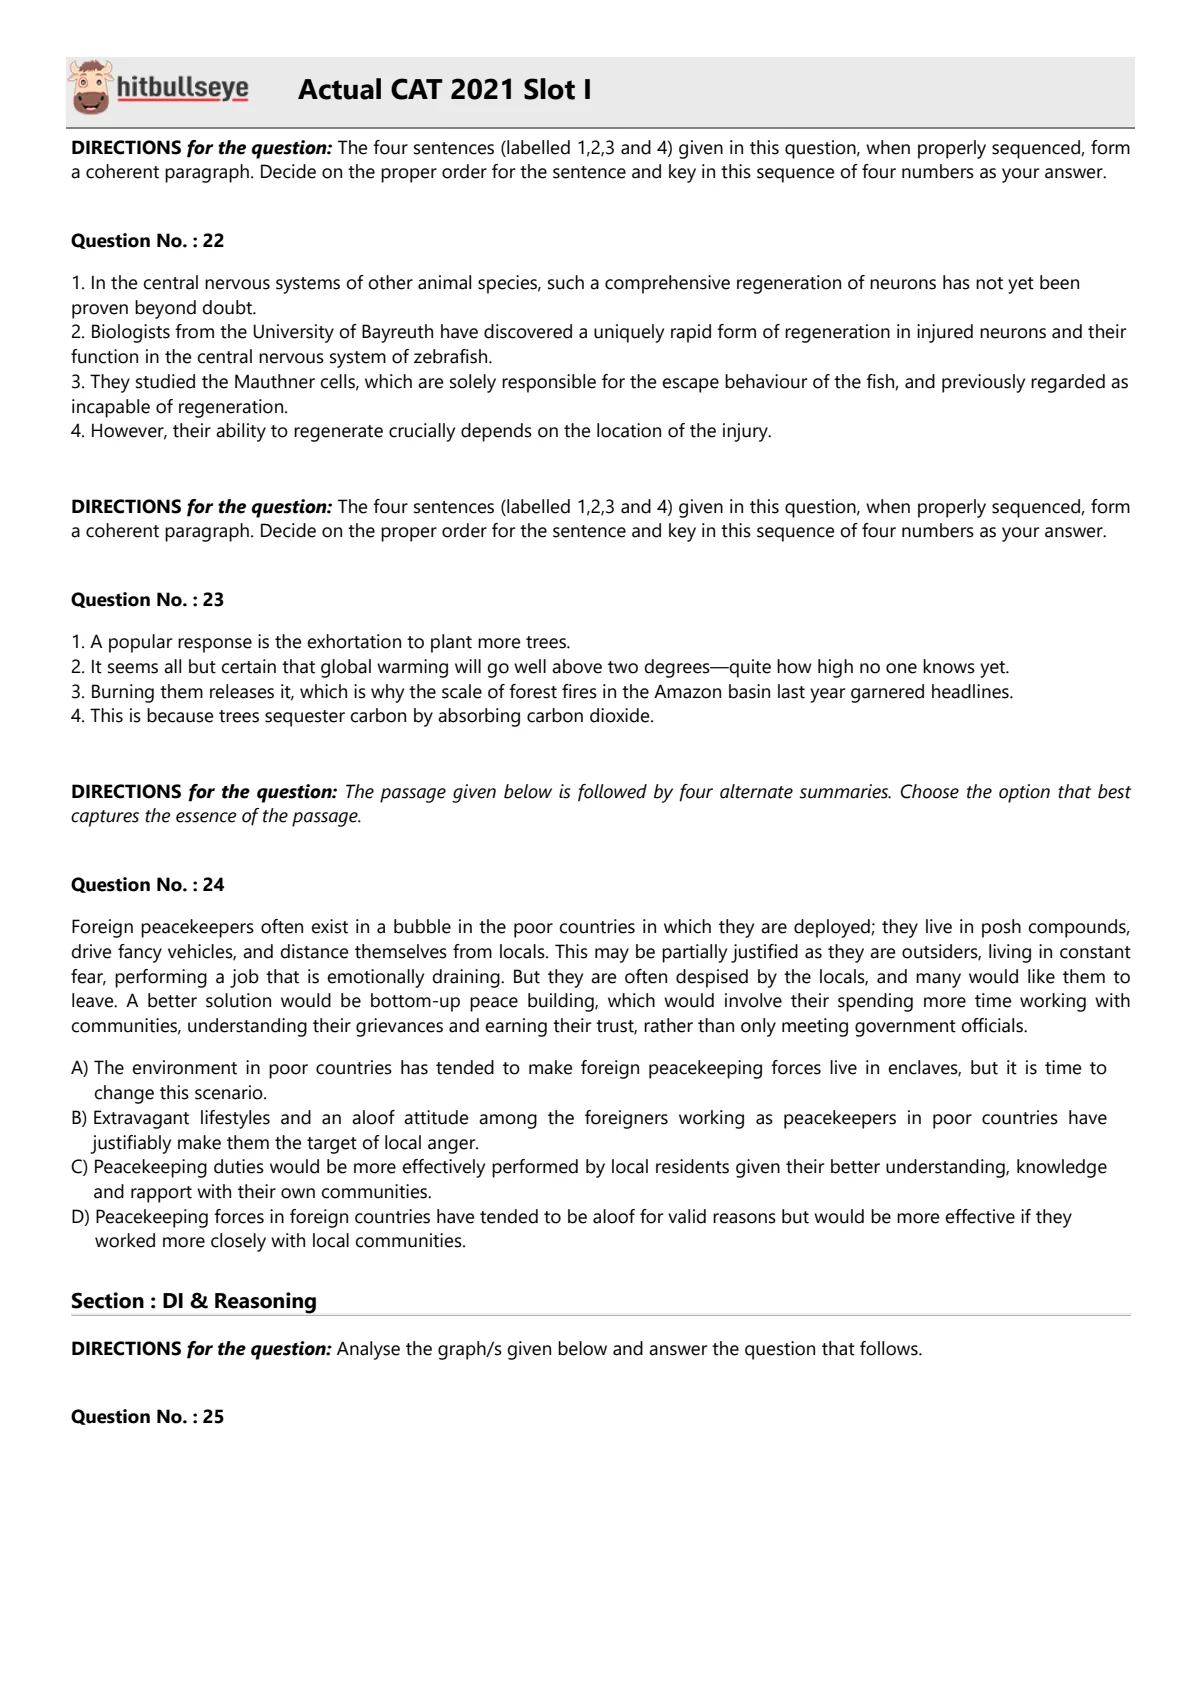 hitbullseye
Actual CAT 2021 Slot I
DIRECTIONS for the question: The four sentences (labelled 1,2,3 and 4) given in this question, when properly sequenced, form
a coherent paragraph. Decide on the proper order for the sentence and key in this sequence of four numbers as your answer.
Question No. : 22
1. In the central nervous systems of other animal species, such a comprehensive regeneration of neurons has not yet been
proven beyond doubt.
2. Biologists from the University of Bayreuth have discovered a uniquely rapid form of regeneration in injured neurons and their
function in the central nervous system of zebrafish.
3. They studied the Mauthner cells, which are solely responsible for the escape behaviour of the fish, and previously regarded as
incapable of regeneration.
4. However, their ability to regenerate crucially depends on the location of the injury.
DIRECTIONS for the question: The four sentences (labelled 1,2,3 and 4) given in this question, when properly sequenced, form
a coherent paragraph. Decide on the proper order for the sentence and key in this sequence of four numbers as your answer.
Question No. : 23
1. A popular response is the exhortation to plant more trees.
2. It seems all but certain that global warming will go well above two degrees—quite how high no one knows yet.
3. Burning them releases it, which is why the scale of forest fires in the Amazon basin last year garnered headlines.
4. This is because trees sequester carbon by absorbing carbon dioxide.
DIRECTIONS for the question: The passage given below is followed by four alternate summaries. Choose the option that best
captures the essence of the passage.
Question No. : 24
Foreign peacekeepers often exist in a bubble in the poor countries in which they are deployed; they live in posh compounds,
drive fancy vehicles, and distance themselves from locals. This may be partially justified as they are outsiders, living in constant
fear, performing a job that is emotionally draining. But they are often despised by the locals, and many would like them to
leave. A better solution would be bottom-up peace building, which would involve their spending more time working with
communities, understanding their grievances and earning their trust, rather than only meeting government officials.
A) The environment in poor countries has tended to make foreign peacekeeping forces live in enclaves, but it is time to
change this scenario.
B) Extravagant lifestyles and an aloof attitude among the foreigners working as peacekeepers in poor countries have
justifiably make them the target of local anger.
C) Peacekeeping duties would be more effectively performed by local residents given their better understanding, knowledge
and rapport with their own communities.
D) Peacekeeping forces in foreign countries have tended to be aloof for valid reasons but would be more effective if they
worked more closely with local communities.
Section : DI & Reasoning
DIRECTIONS for the question: Analyse the graph/s given below and answer the question that follows.
Question No. : 25